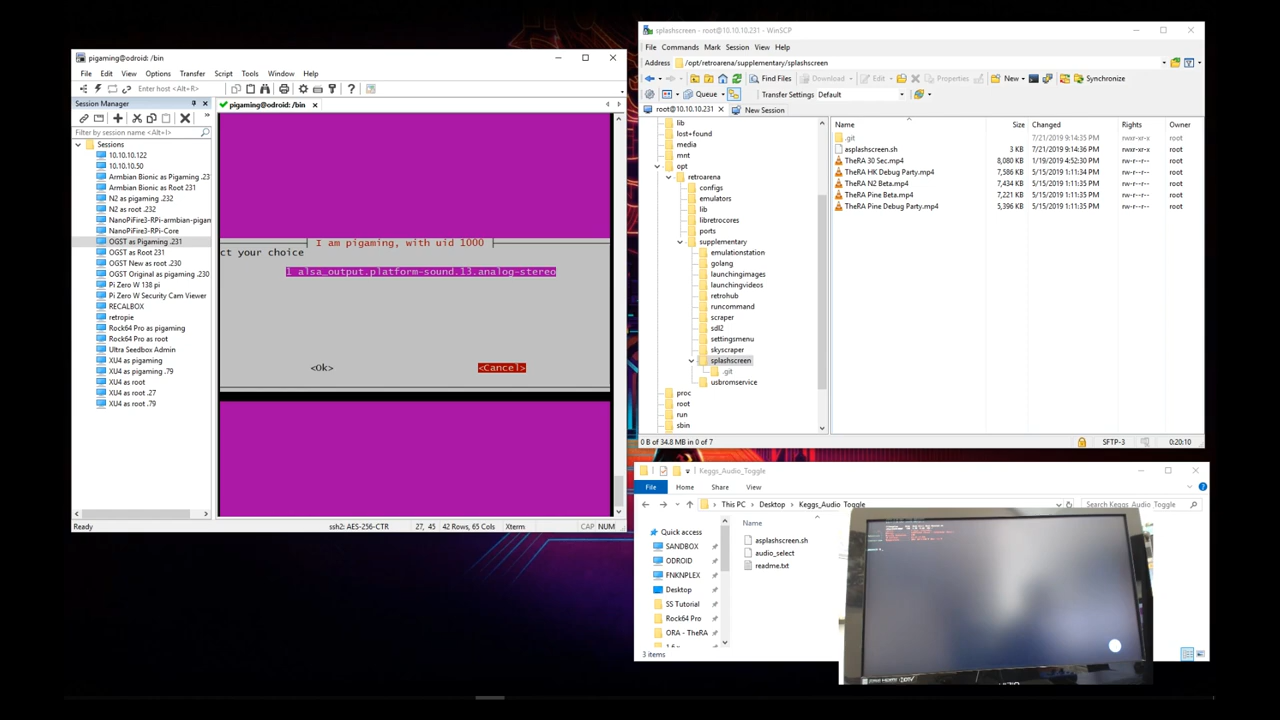 pigaming@odroid: /bin
File Edit View Options Transfer Script Tools Window Help
Enter host <Alt+R>
Session Manager
pigaming@odroid: /bin
Filter by session name <Alt+I>
Sessions
10.10.10.122
10.10.10.50
Armbian Bionic as Pigaming .23
Armbian Bionic as Root 231
N2 as pigaming .232
N2 as root .232
NanoPiFire3-RPi-armbian-pigam
NanoPiFire3-RPi-Core
OGST as Pigaming .231
OGST as Root 231
OGST New as root .230
OGST Original as pigaming .230
Pi Zero W 138 pi
Pi Zero W Security Cam Viewer
RECALBOX
retropie
Rock64 Pro as pigaming
Rock64 Pro as root
Ultra Seedbox Admin
XU4 as pigaming
XU4 as pigaming .79
XU4 as root
XU4 as root .27
XU4 as root .79
I am pigaming, with uid 1000
ct your choice
1 alsa_output.platform-sound.13.analog-stereo
<Ok> <Cancel>
Ready
ssh2: AES-256-CTR 27, 45 42 Rows, 65 Cols Xterm CAP NUM
splashscreen - root@10.10.10.231 - WinSCP
File Commands Mark Session View Help
Address /opt/retroarena/supplementary/splashscreen
Find Files Download Edit Properties New Synchronize
Queue Transfer Settings Default
root@10.10.10.231 New Session
lib
lost+found
media
mnt
opt
retroarena
configs
emulators
lib
libretrocores
ports
supplementary
emulationstation
golang
launchingimages
launchingvideos
retrohub
runcommand
scraper
sdl2
settingsmenu
skyscraper
splashscreen
.git
usbromservice
proc
root
run
sbin
Name Size Changed Rights Owner
.git 7/21/2019 9:14:35 PM rwxr-xr-x root
asplashscreen.sh 3 KB 7/21/2019 9:14:36 PM rwxr-xr-x root
TheRA 30 Sec.mp4 8,080 KB 1/19/2019 4:52:30 PM rw-r--r-- root
TheRA HK Debug Party.mp4 7,586 KB 5/15/2019 1:11:34 PM rw-r--r-- root
TheRA N2 Beta.mp4 7,434 KB 5/15/2019 1:11:35 PM rw-r--r-- root
TheRA Pine Beta.mp4 7,221 KB 5/15/2019 1:11:35 PM rw-r--r-- root
TheRA Pine Debug Party.mp4 5,396 KB 5/15/2019 1:11:35 PM rw-r--r-- root
0 B of 34.8 MB in 0 of 7
SFTP-3 0:20:10
Keggs_Audio_Toggle
File Home Share View
This PC Desktop Keggs_Audio_Toggle
Search Keggs_Audio_Toggle
Quick access
SANDBOX
ODROID
FNKNPLEX
Desktop
SS Tutorial
Rock64 Pro
ORA - TheRA
Name
asplashscreen.sh
audio_select
readme.txt
3 items
VIZIO